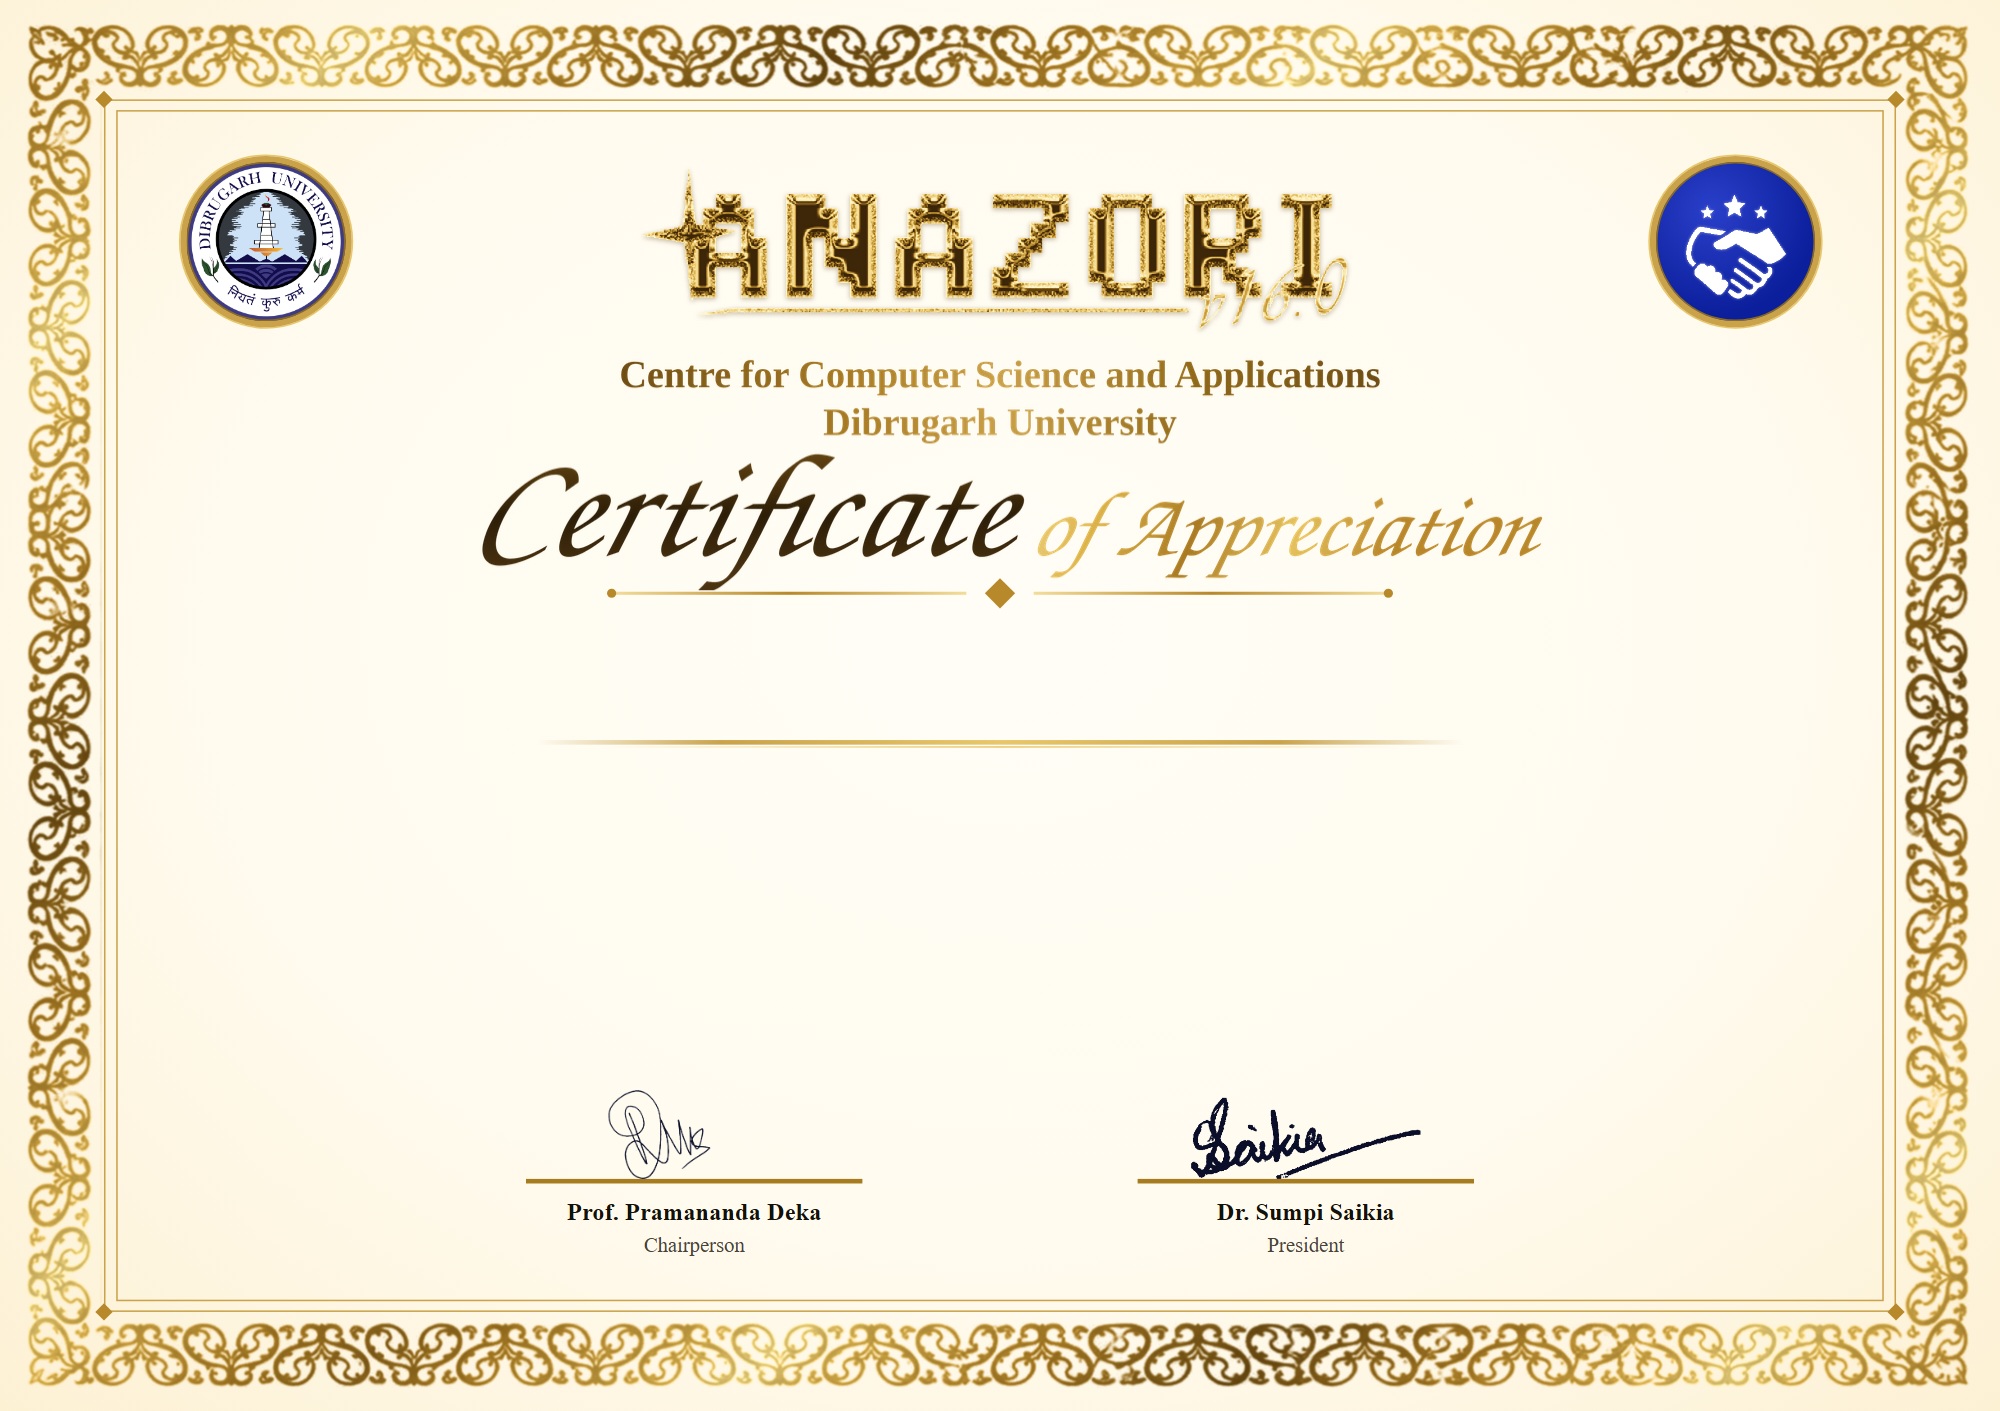 DIBRUGARH UNIVERSITY
नियतं कुरु कर्म
ANAZORI
v16.0
Centre for Computer Science and Applications
Dibrugarh University
Certificate of Appreciation
Saikia
Prof. Pramananda Deka
Dr. Sumpi Saikia
Chairperson
President